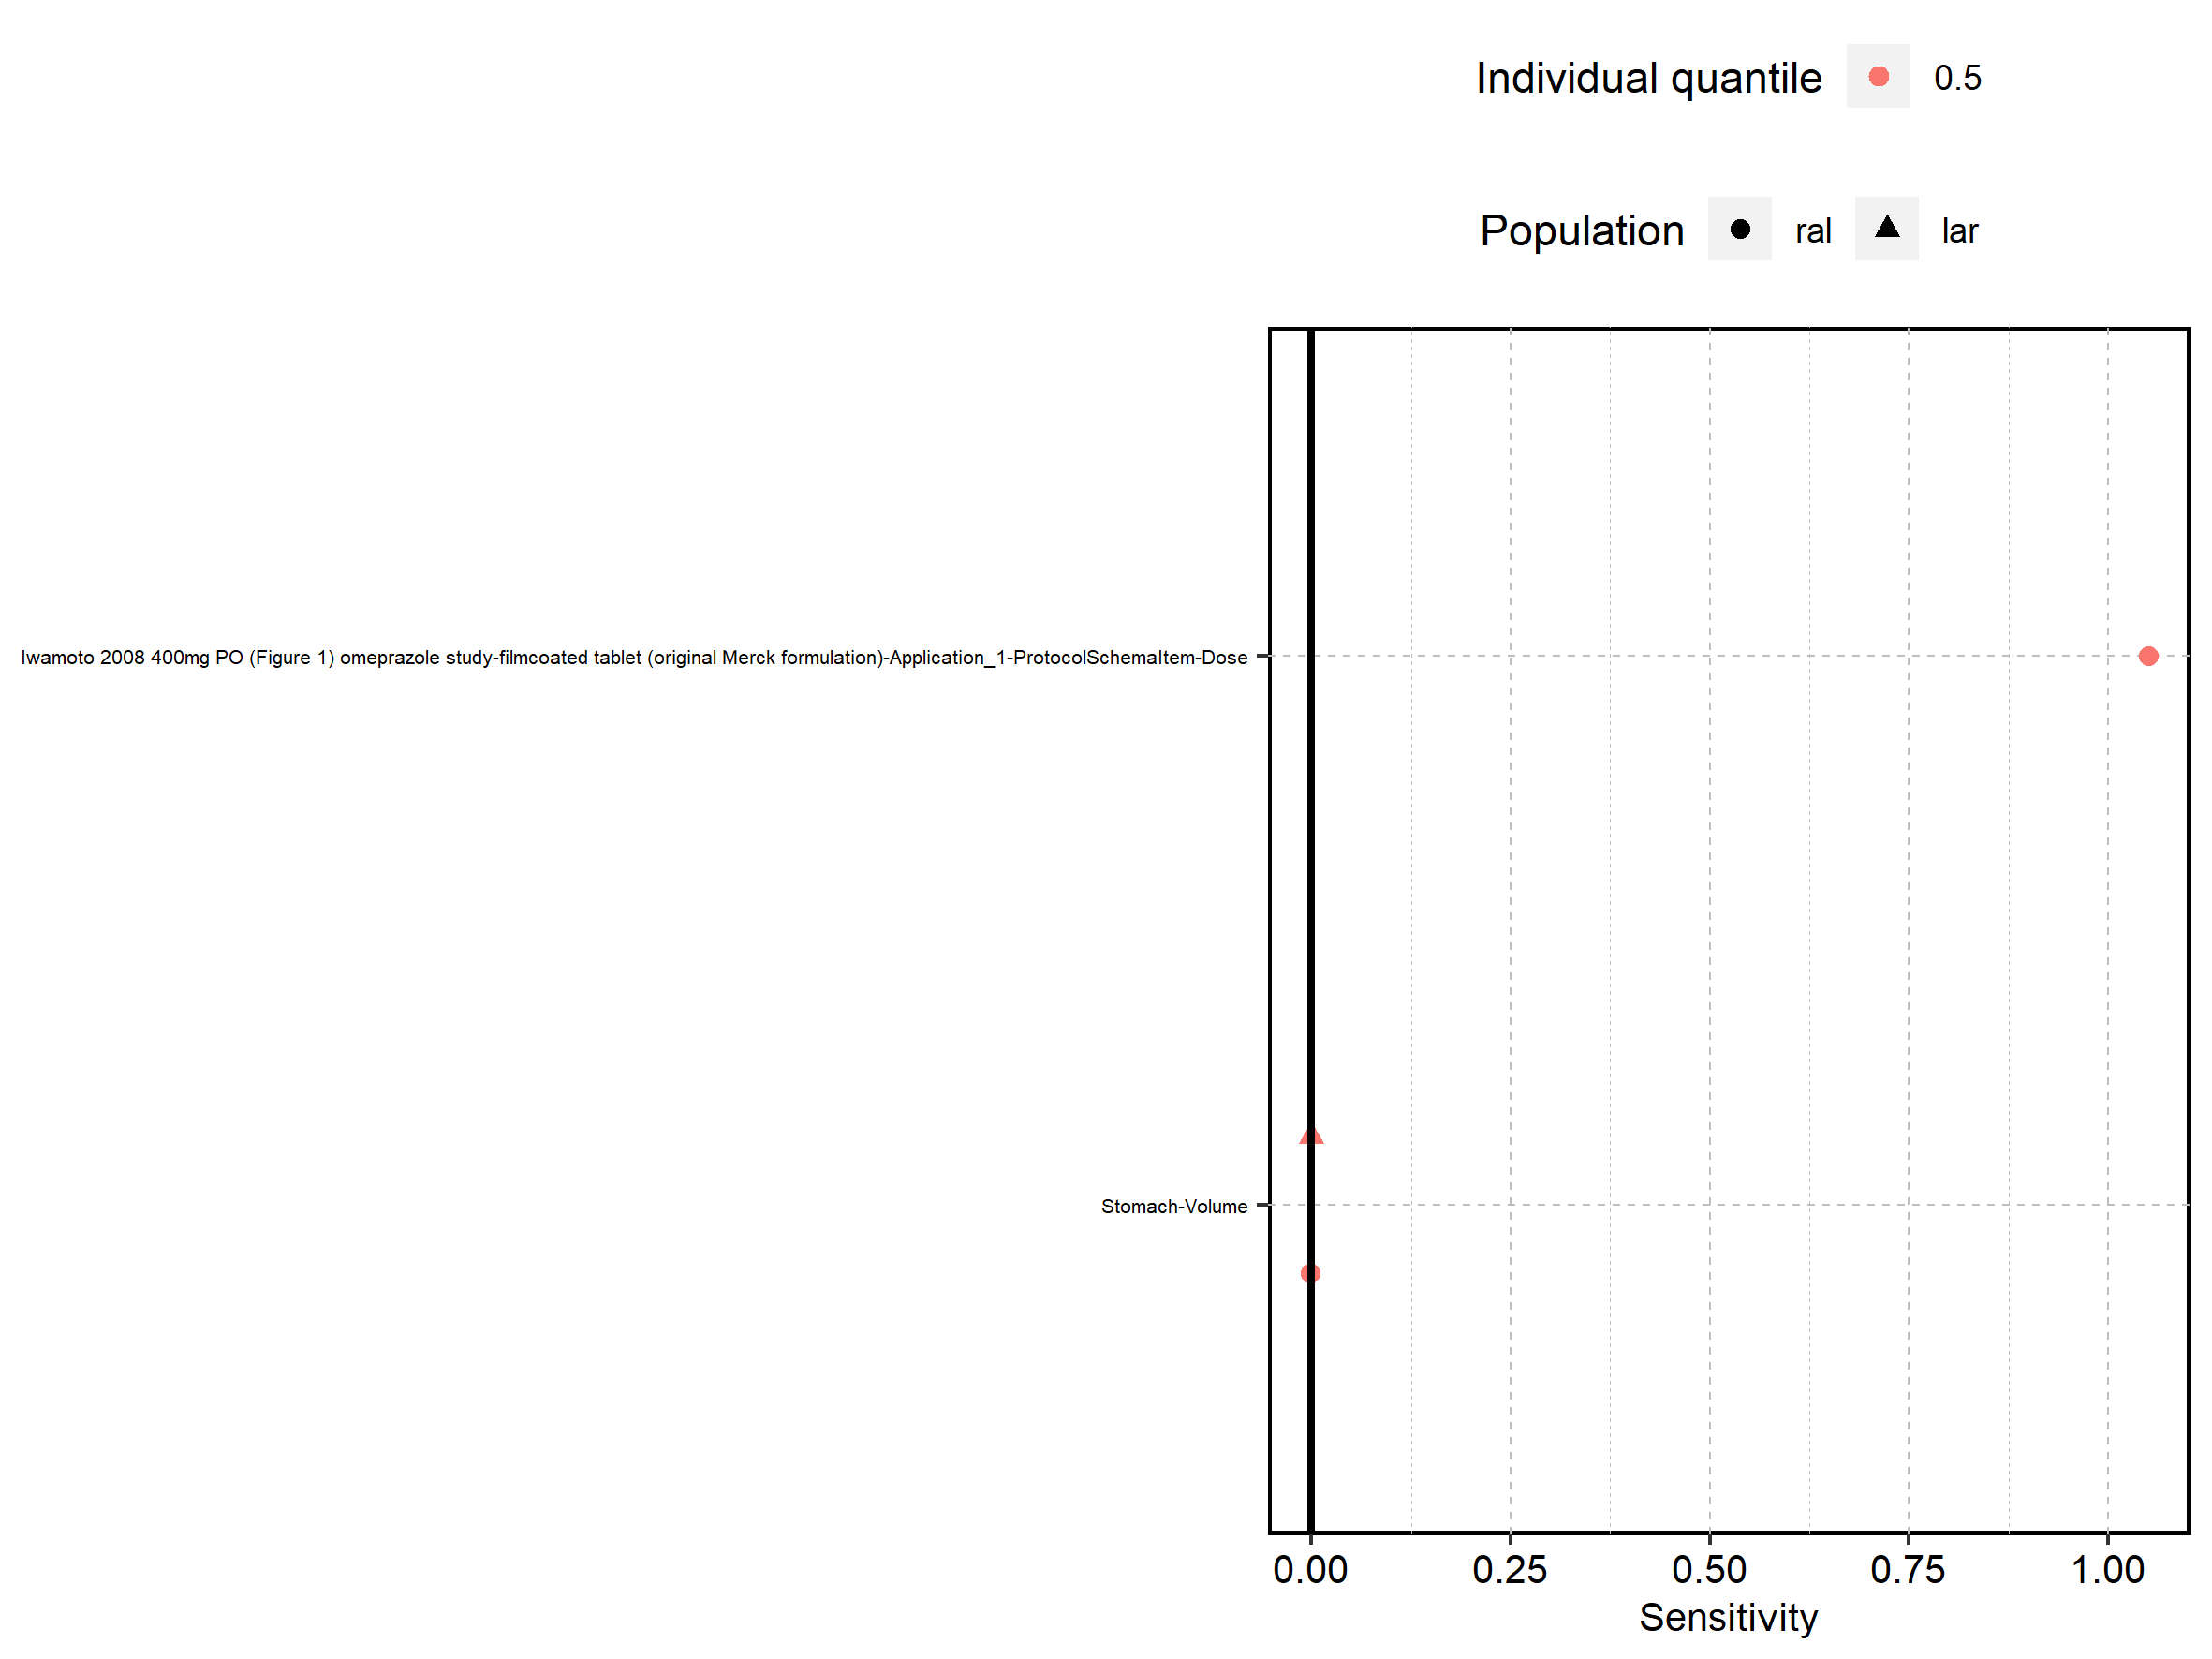 Individual quantile 0.5
Population ral lar
Iwamoto 2008 400mg PO (Figure 1) omeprazole study-filmcoated tablet (original Merck formulation)-Application_1-ProtocolSchemaItem-Dose
Stomach-Volume
0.00 0.25 0.50 0.75 1.00
Sensitivity